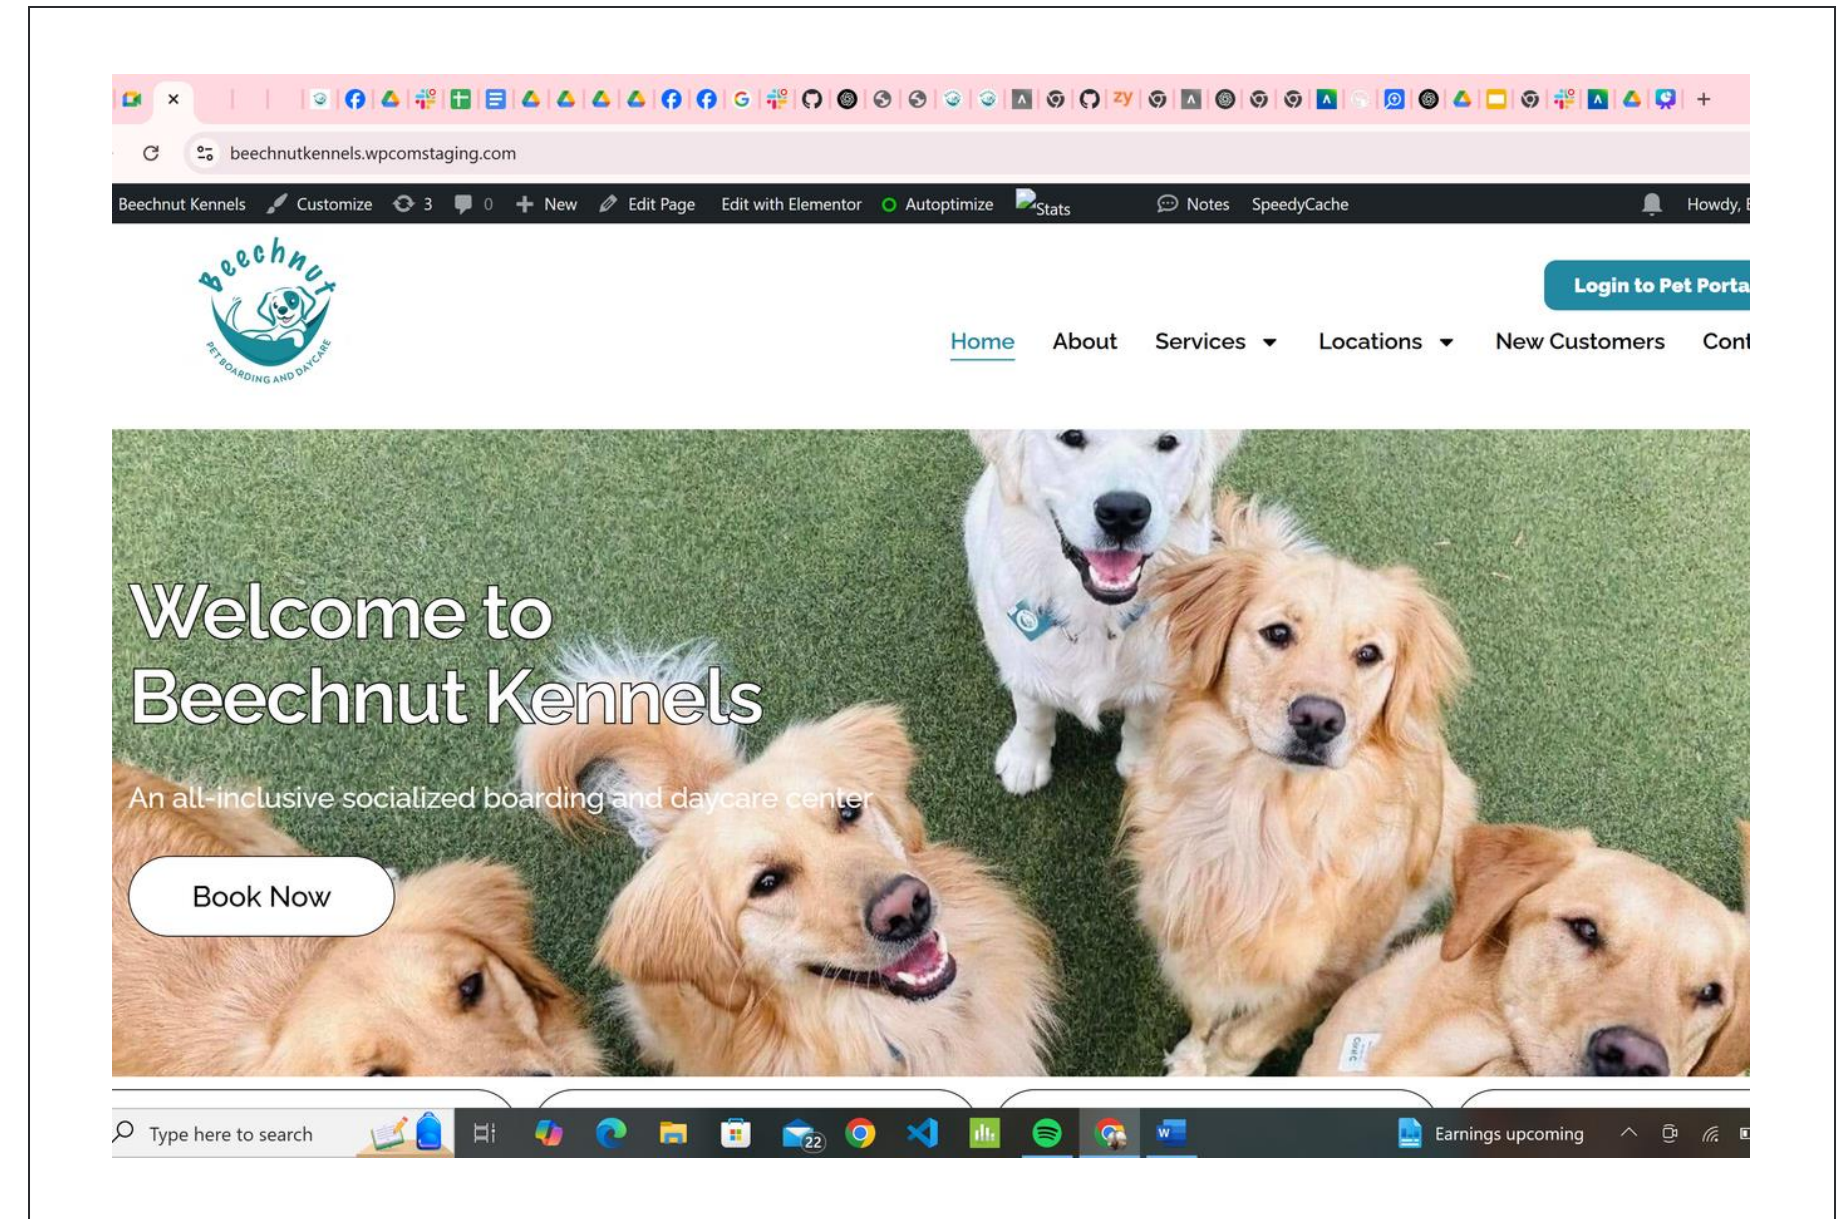 zy
beechnutkennels.wpcomstaging.com
Beechnut Kennels Customize 3 0 New Edit Page Edit with Elementor Autoptimize Stats Notes SpeedyCache Howdy,
Beechnut
PET BOARDING AND DAYCARE
Login to Pet Porta
Home About Services Locations New Customers Cont
Welcome to
Beechnut Kennels
An all-inclusive socialized boarding and daycare center
Book Now
Type here to search 22 Earnings upcoming